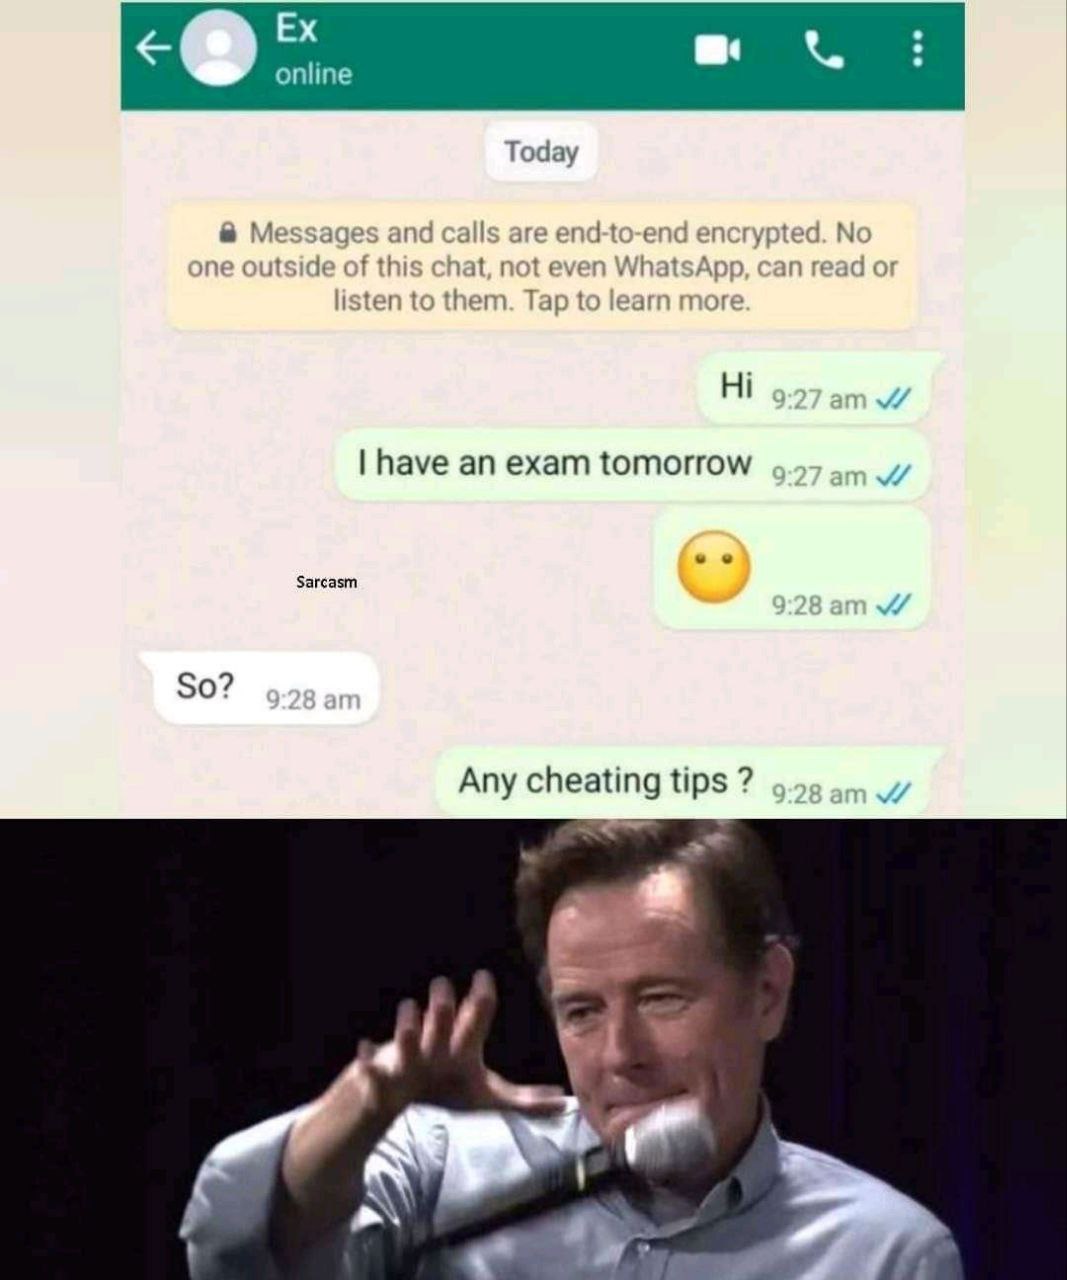 Ex
online
Today
Messages and calls are end-to-end encrypted. No
one outside of this chat, not even WhatsApp, can read or
listen to them. Tap to learn more.
Hi 9:27 am
I have an exam tomorrow 9:27 am
9:28 am
Sarcasm
So? 9:28 am
Any cheating tips ? 9:28 am